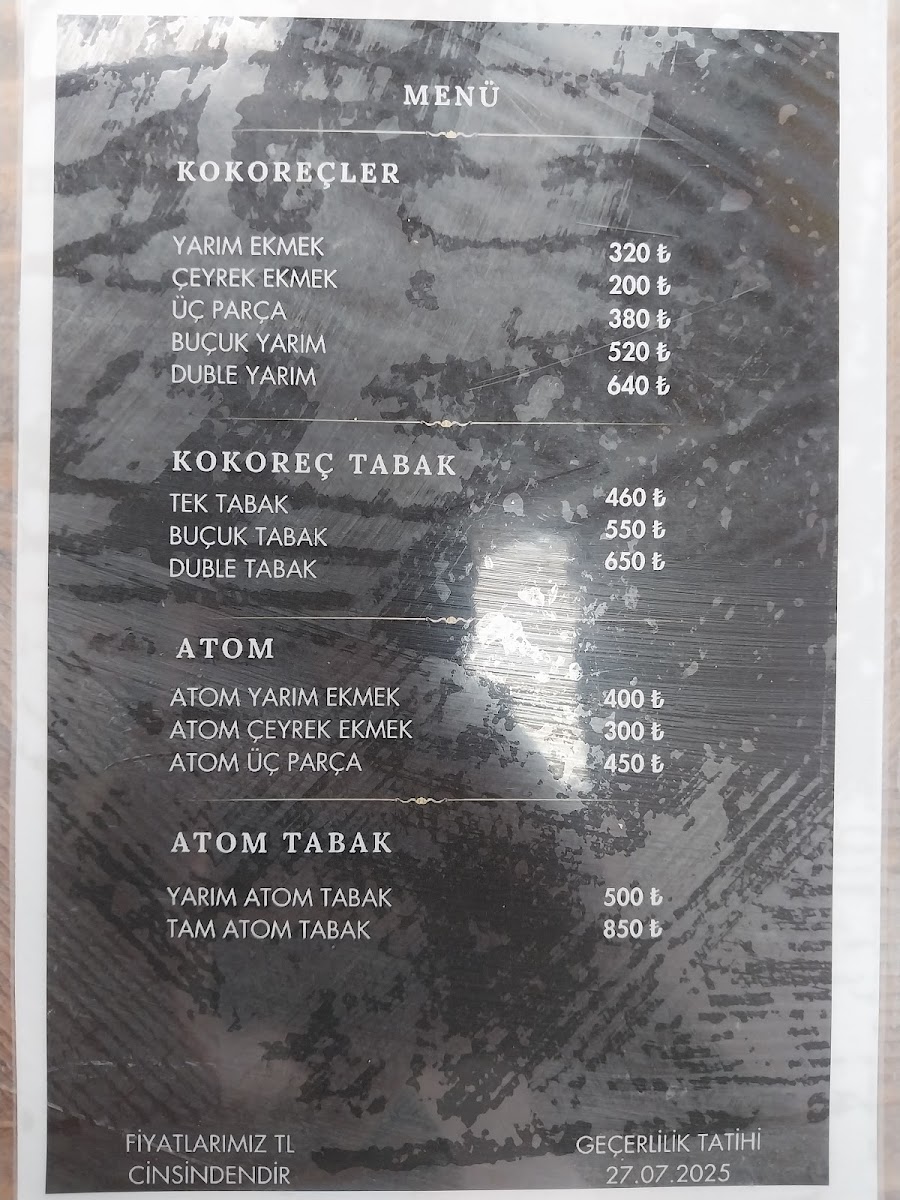 MENÜ
KOKOREÇLER
YARIM EKMEK 320 ₺
ÇEYREK EKMEK 200 ₺
ÜÇ PARÇA 380 ₺
BUÇUK YARIM 520 ₺
DUBLE YARIM 640 ₺
KOKOREÇ TABAK
TEK TABAK 460 ₺
BUÇUK TABAK 550 ₺
DUBLE TABAK 650 ₺
ATOM
ATOM YARIM EKMEK 400 ₺
ATOM ÇEYREK EKMEK 300 ₺
ATOM ÜÇ PARÇA 450 ₺
ATOM TABAK
YARIM ATOM TABAK 500 ₺
TAM ATOM TABAK 850 ₺
FİYATLARIMIZ TL
CİNSİNDENDİR
GEÇERLİLİK TATİHİ
27.07.2025